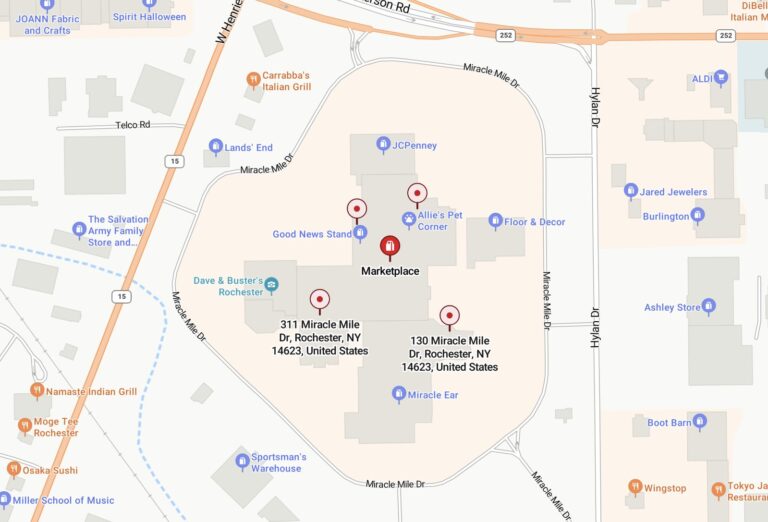 JOANN Fabric
and Crafts
Spirit Halloween
W Henrie
erson Rd
252
252
DiBell
Italian M
Carrabba's
Italian Grill
Miracle Mile Dr
Hylan Dr
ALDI
Telco Rd
15
Lands' End
JCPenney
Miracle Mile Dr
Jared Jewelers
Burlington
The Salvation
Army Family
Store and...
Good News Stand
Allie's Pet
Corner
Floor & Decor
Marketplace
Dave & Buster's
Rochester
15
Miracle Mile Dr
Miracle Mile Dr
Hylan Dr
Ashley Store
311 Miracle Mile
Dr, Rochester, NY
14623, United States
130 Miracle Mile
Dr, Rochester, NY
14623, United States
Namaste Indian Grill
Miracle Ear
Moge Tee
Rochester
Boot Barn
Osaka Sushi
Sportsman's
Warehouse
Miracle Mile Dr
Miracle Mile Dr
Wingstop
Tokyo Ja
Restaura
Miller School of Music